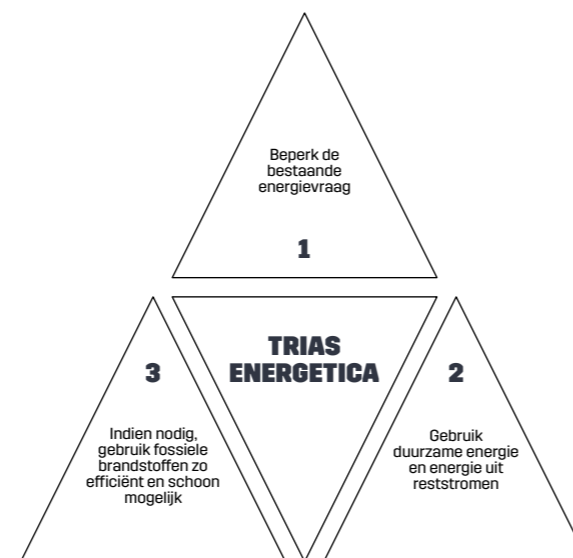 Beperk de
bestaande
energievraag
1
TRIAS
ENERGETICA
3
Indien nodig,
gebruik fossiele
brandstoffen zo
efficiënt en schoon
mogelijk
2
Gebruik
duurzame energie
en energie uit
reststromen